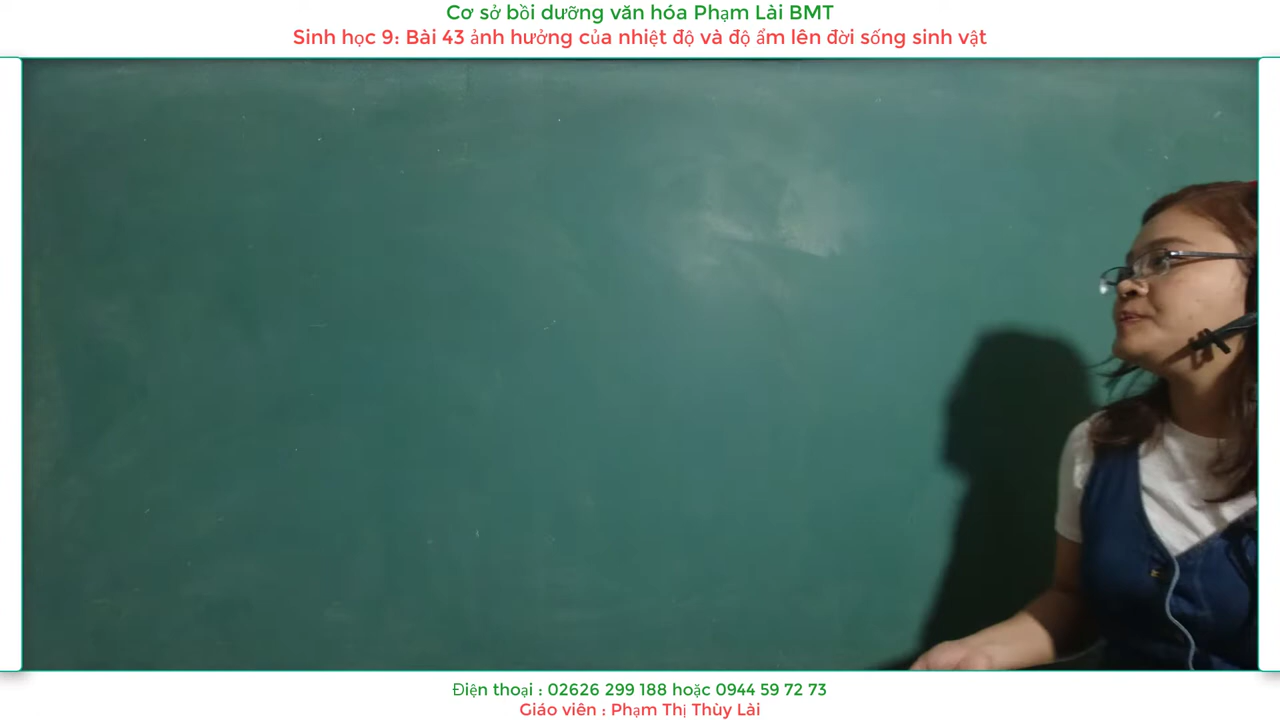 Cơ sở bồi dưỡng văn hóa Phạm Lài BMT
Sinh học 9: Bài 43 ảnh hưởng của nhiệt độ và độ ẩm lên đời sống sinh vật
Điện thoại : 02626 299 188 hoặc 0944 59 72 73
Giáo viên : Phạm Thị Thùy Lài